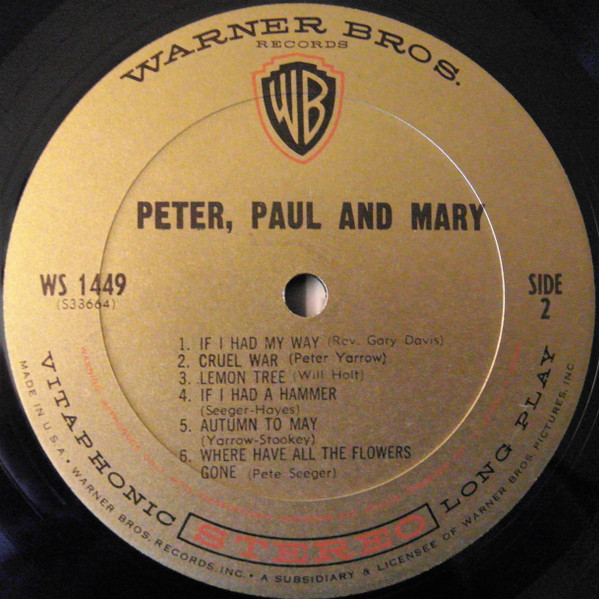 WARNER BROS.
RECORDS
WB
PETER, PAUL AND MARY
WS 1449
(S33664)
SIDE
2
1. IF I HAD MY WAY (Rev. Gary Davis)
2. CRUEL WAR (Peter Yarrow)
3. LEMON TREE (Will Holt)
4. IF I HAD A HAMMER
(Seeger-Hayes)
5. AUTUMN TO MAY
(Yarrow-Stookey)
6. WHERE HAVE ALL THE FLOWERS
GONE (Pete Seeger)
VITAPHONIC STEREO LONG PLAY
MADE IN U.S.A. • WARNER BROS. RECORDS, INC. • A SUBSIDIARY & LICENSEE OF WARNER BROS. PICTURES, INC.